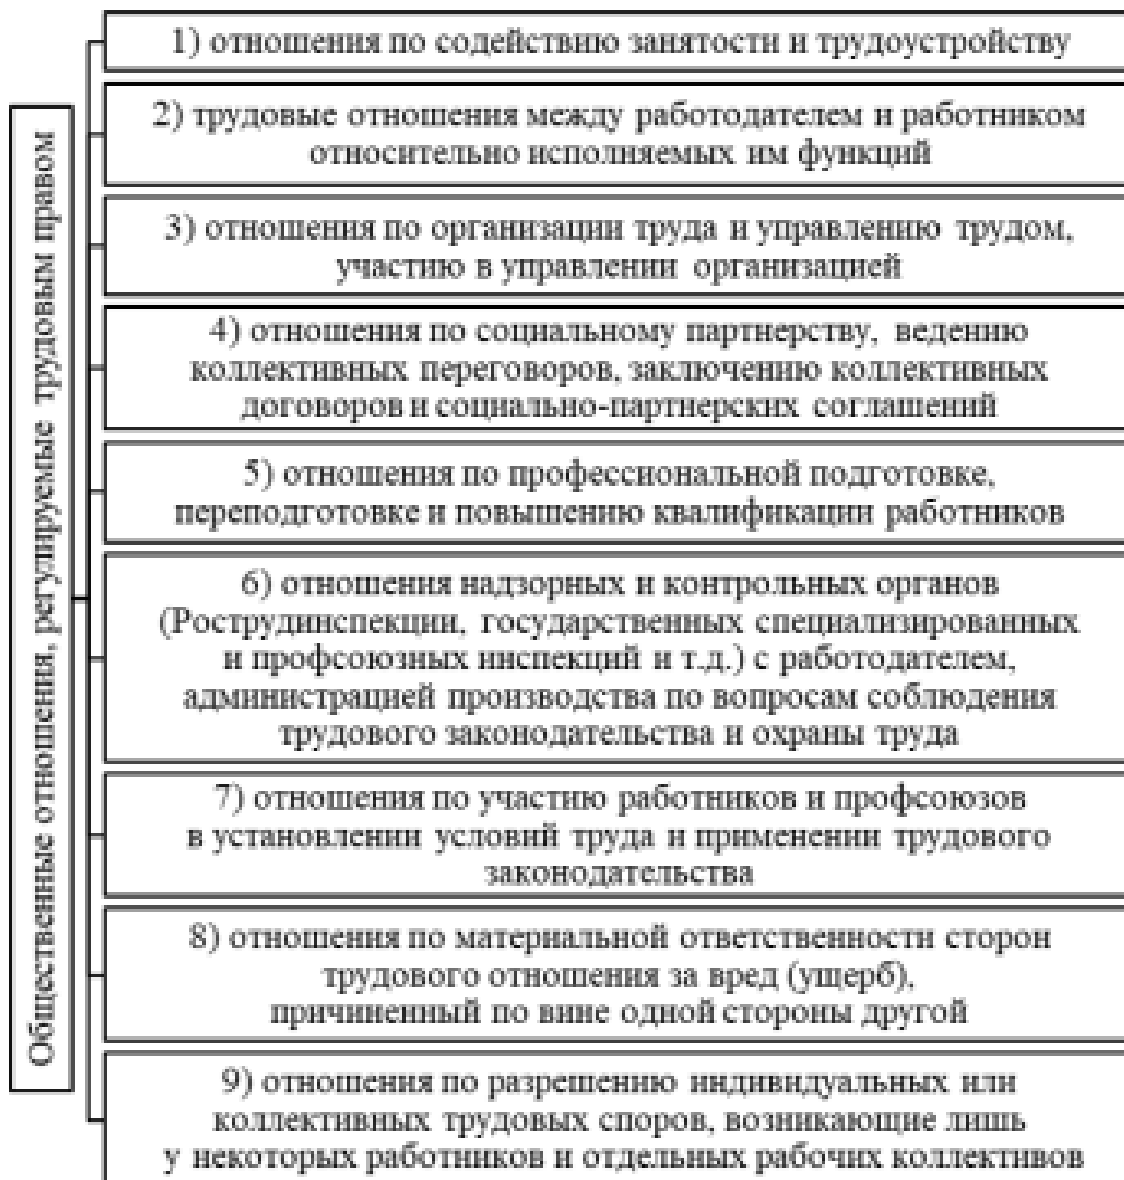 Общественные отношения, регулируемые трудовым правом
1) отношения по содействию занятости и трудоустройству
2) трудовые отношения между работодателем и работником
относительно исполняемых им функций
3) отношения по организации труда и управлению трудом,
участию в управлении организацией
4) отношения по социальному партнерству, ведению
коллективных переговоров, заключению коллективных
договоров и социально-партнерских соглашений
5) отношения по профессиональной подготовке,
переподготовке и повышению квалификации работников
6) отношения надзорных и контрольных органов
(Рострудинспекции, государственных специализированных
и профсоюзных инспекций и т.д.) с работодателем,
администрацией производства по вопросам соблюдения
трудового законодательства и охраны труда
7) отношения по участию работников и профсоюзов
в установлении условий труда и применении трудового
законодательства
8) отношения по материальной ответственности сторон
трудового отношения за вред (ущерб),
причиненный по вине одной стороны другой
9) отношения по разрешению индивидуальных или
коллективных трудовых споров, возникающие лишь
у некоторых работников и отдельных рабочих коллективов